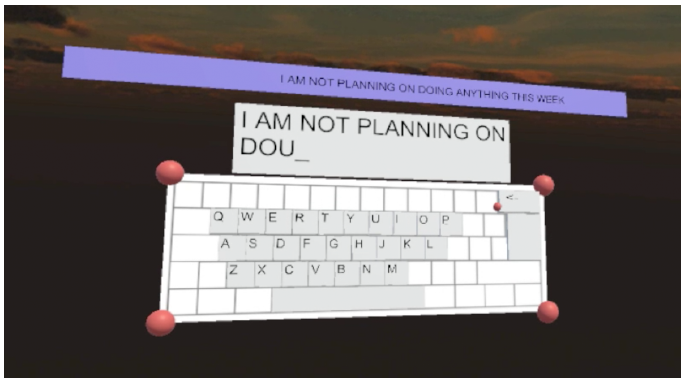 I AM NOT PLANNING ON DOING ANYTHING THIS WEEK
I AM NOT PLANNING ON
DOU_
<-
Q W E R T Y U I O P
A S D F G H J K L
Z X C V B N M